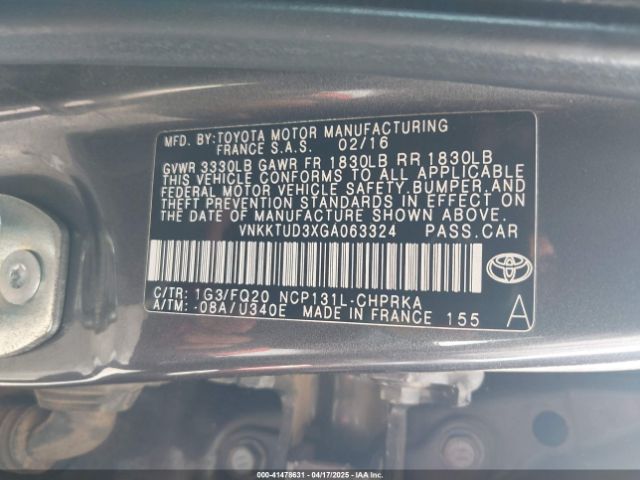 MFD. BY: TOYOTA MOTOR MANUFACTURING
FRANCE S.A.S. 02/16
GVWR 3330LB GAWR FR 1830LB RR 1830LB
THIS VEHICLE CONFORMS TO ALL APPLICABLE
FEDERAL MOTOR VEHICLE SAFETY, BUMPER, AND
THEFT PREVENTION STANDARDS IN EFFECT ON
THE DATE OF MANUFACTURE SHOWN ABOVE.
VNKKTUD3XGA063324 PASS.CAR
C/TR: 1G3/FQ20 NCP131L-CHPRKA
A/TM: -08A/U340E MADE IN FRANCE 155
A
000-41478631 - 04/17/2025 - IAAI.COM